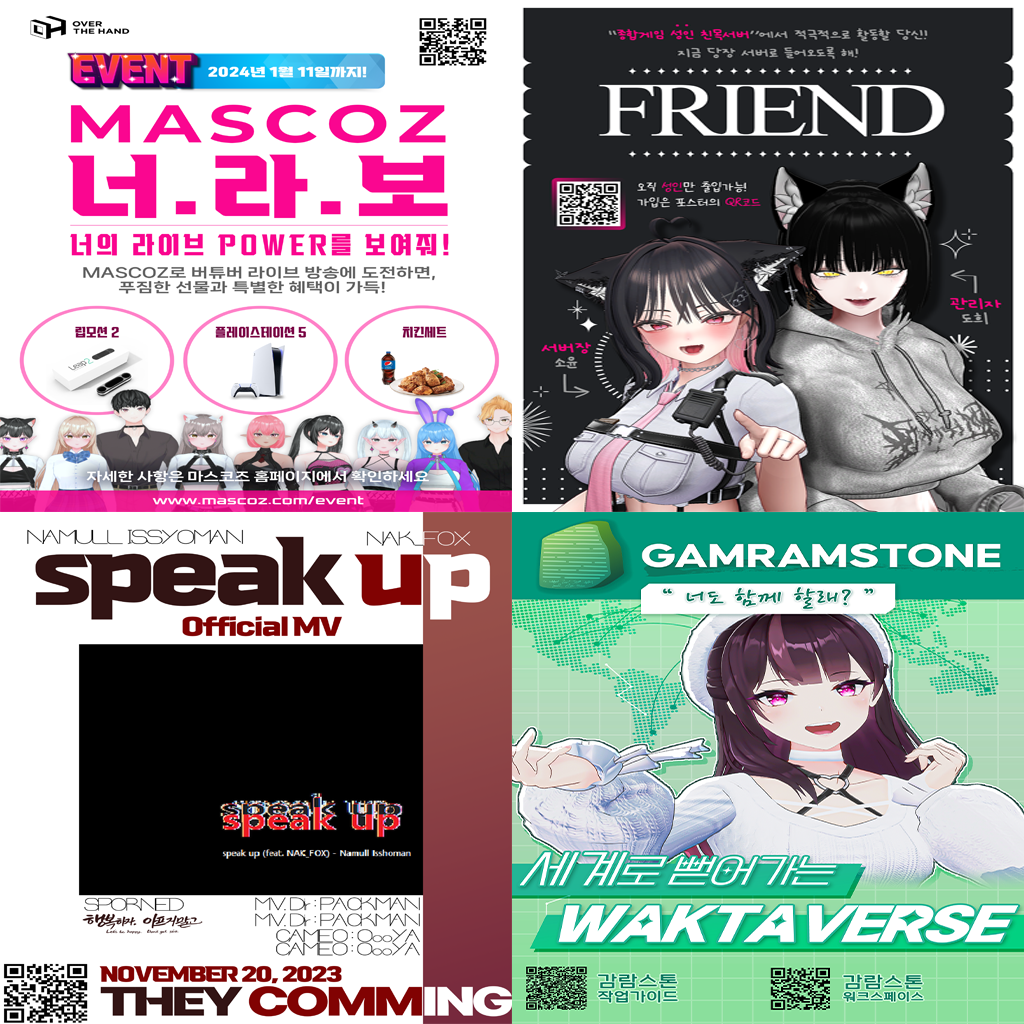 OVER
THE HAND
EVENT 2024년 1월 11일까지!
MASCOZ
너.라.보
너의 라이브 POWER를 보여줘!
MASCOZ로 버튜버 라이브 방송에 도전하면,
푸짐한 선물과 특별한 혜택이 가득!
립모션 2
플레이스테이션 5
치킨세트
Leap2
자세한 사항은 마스코즈 홈페이지에서 확인하세요
www.mascoz.com/event
"종합게임 성인 친목서버"에서 적극적으로 활동할 당신!
지금 당장 서버로 들어오도록 해!
FRIEND
오직 성인만 출입가능!
가입은 포스터의 QR코드
관리자
도희
서버장
소윤
NAMULL ISSYOMAN
NAK_FOX
speak up
Official MV
speak up
speak up (feat. NAK_FOX) - Namull Isshoman
SPORNED
행복하자. 아프지말고
Let's be happy. Don't get sick
MV. Dr : PACKMAN
MV. Dr : PACKMAN
CAMEO : OooYA
CAMEO : OooYA
NOVEMBER 20, 2023
THEY COMMING
GAMRAMSTONE
“ 너도 함께 할래? ”
세계로 뻗어가는
WAKTAVERSE
감람스톤
작업가이드
감람스톤
워크스페이스